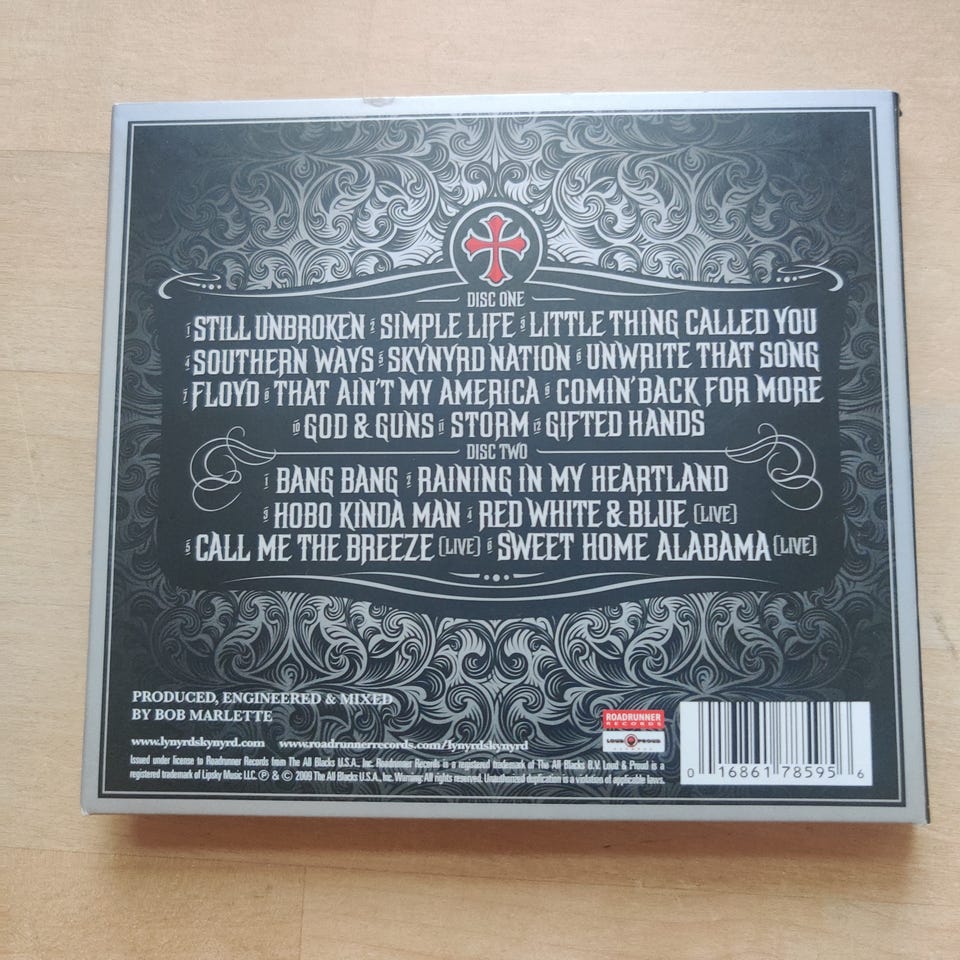 DISC ONE
1 STILL UNBROKEN 2 SIMPLE LIFE 3 LITTLE THING CALLED YOU
4 SOUTHERN WAYS 5 SKYNYRD NATION 6 UNWRITE THAT SONG
7 FLOYD 8 THAT AIN'T MY AMERICA 9 COMIN' BACK FOR MORE
10 GOD & GUNS 11 STORM 12 GIFTED HANDS
DISC TWO
1 BANG BANG 2 RAINING IN MY HEARTLAND
3 HOBO KINDA MAN 4 RED WHITE & BLUE (LIVE)
5 CALL ME THE BREEZE (LIVE) 6 SWEET HOME ALABAMA (LIVE)
PRODUCED, ENGINEERED & MIXED
BY BOB MARLETTE
www.lynyrdskynyrd.com www.roadrunnerrecords.com/lynyrdskynyrd
Issued under license to Roadrunner Records from The All Blacks U.S.A., Inc. Roadrunner Records is a registered trademark of The All Blacks B.V. Loud & Proud is a
registered trademark of Lipsky Music LLC. ℗ & © 2009 The All Blacks U.S.A., Inc. Warning: All rights reserved. Unauthorized duplication is a violation of applicable laws.
ROADRUNNER
RECORDS
LOUD & PROUD
0 16861 78595 6